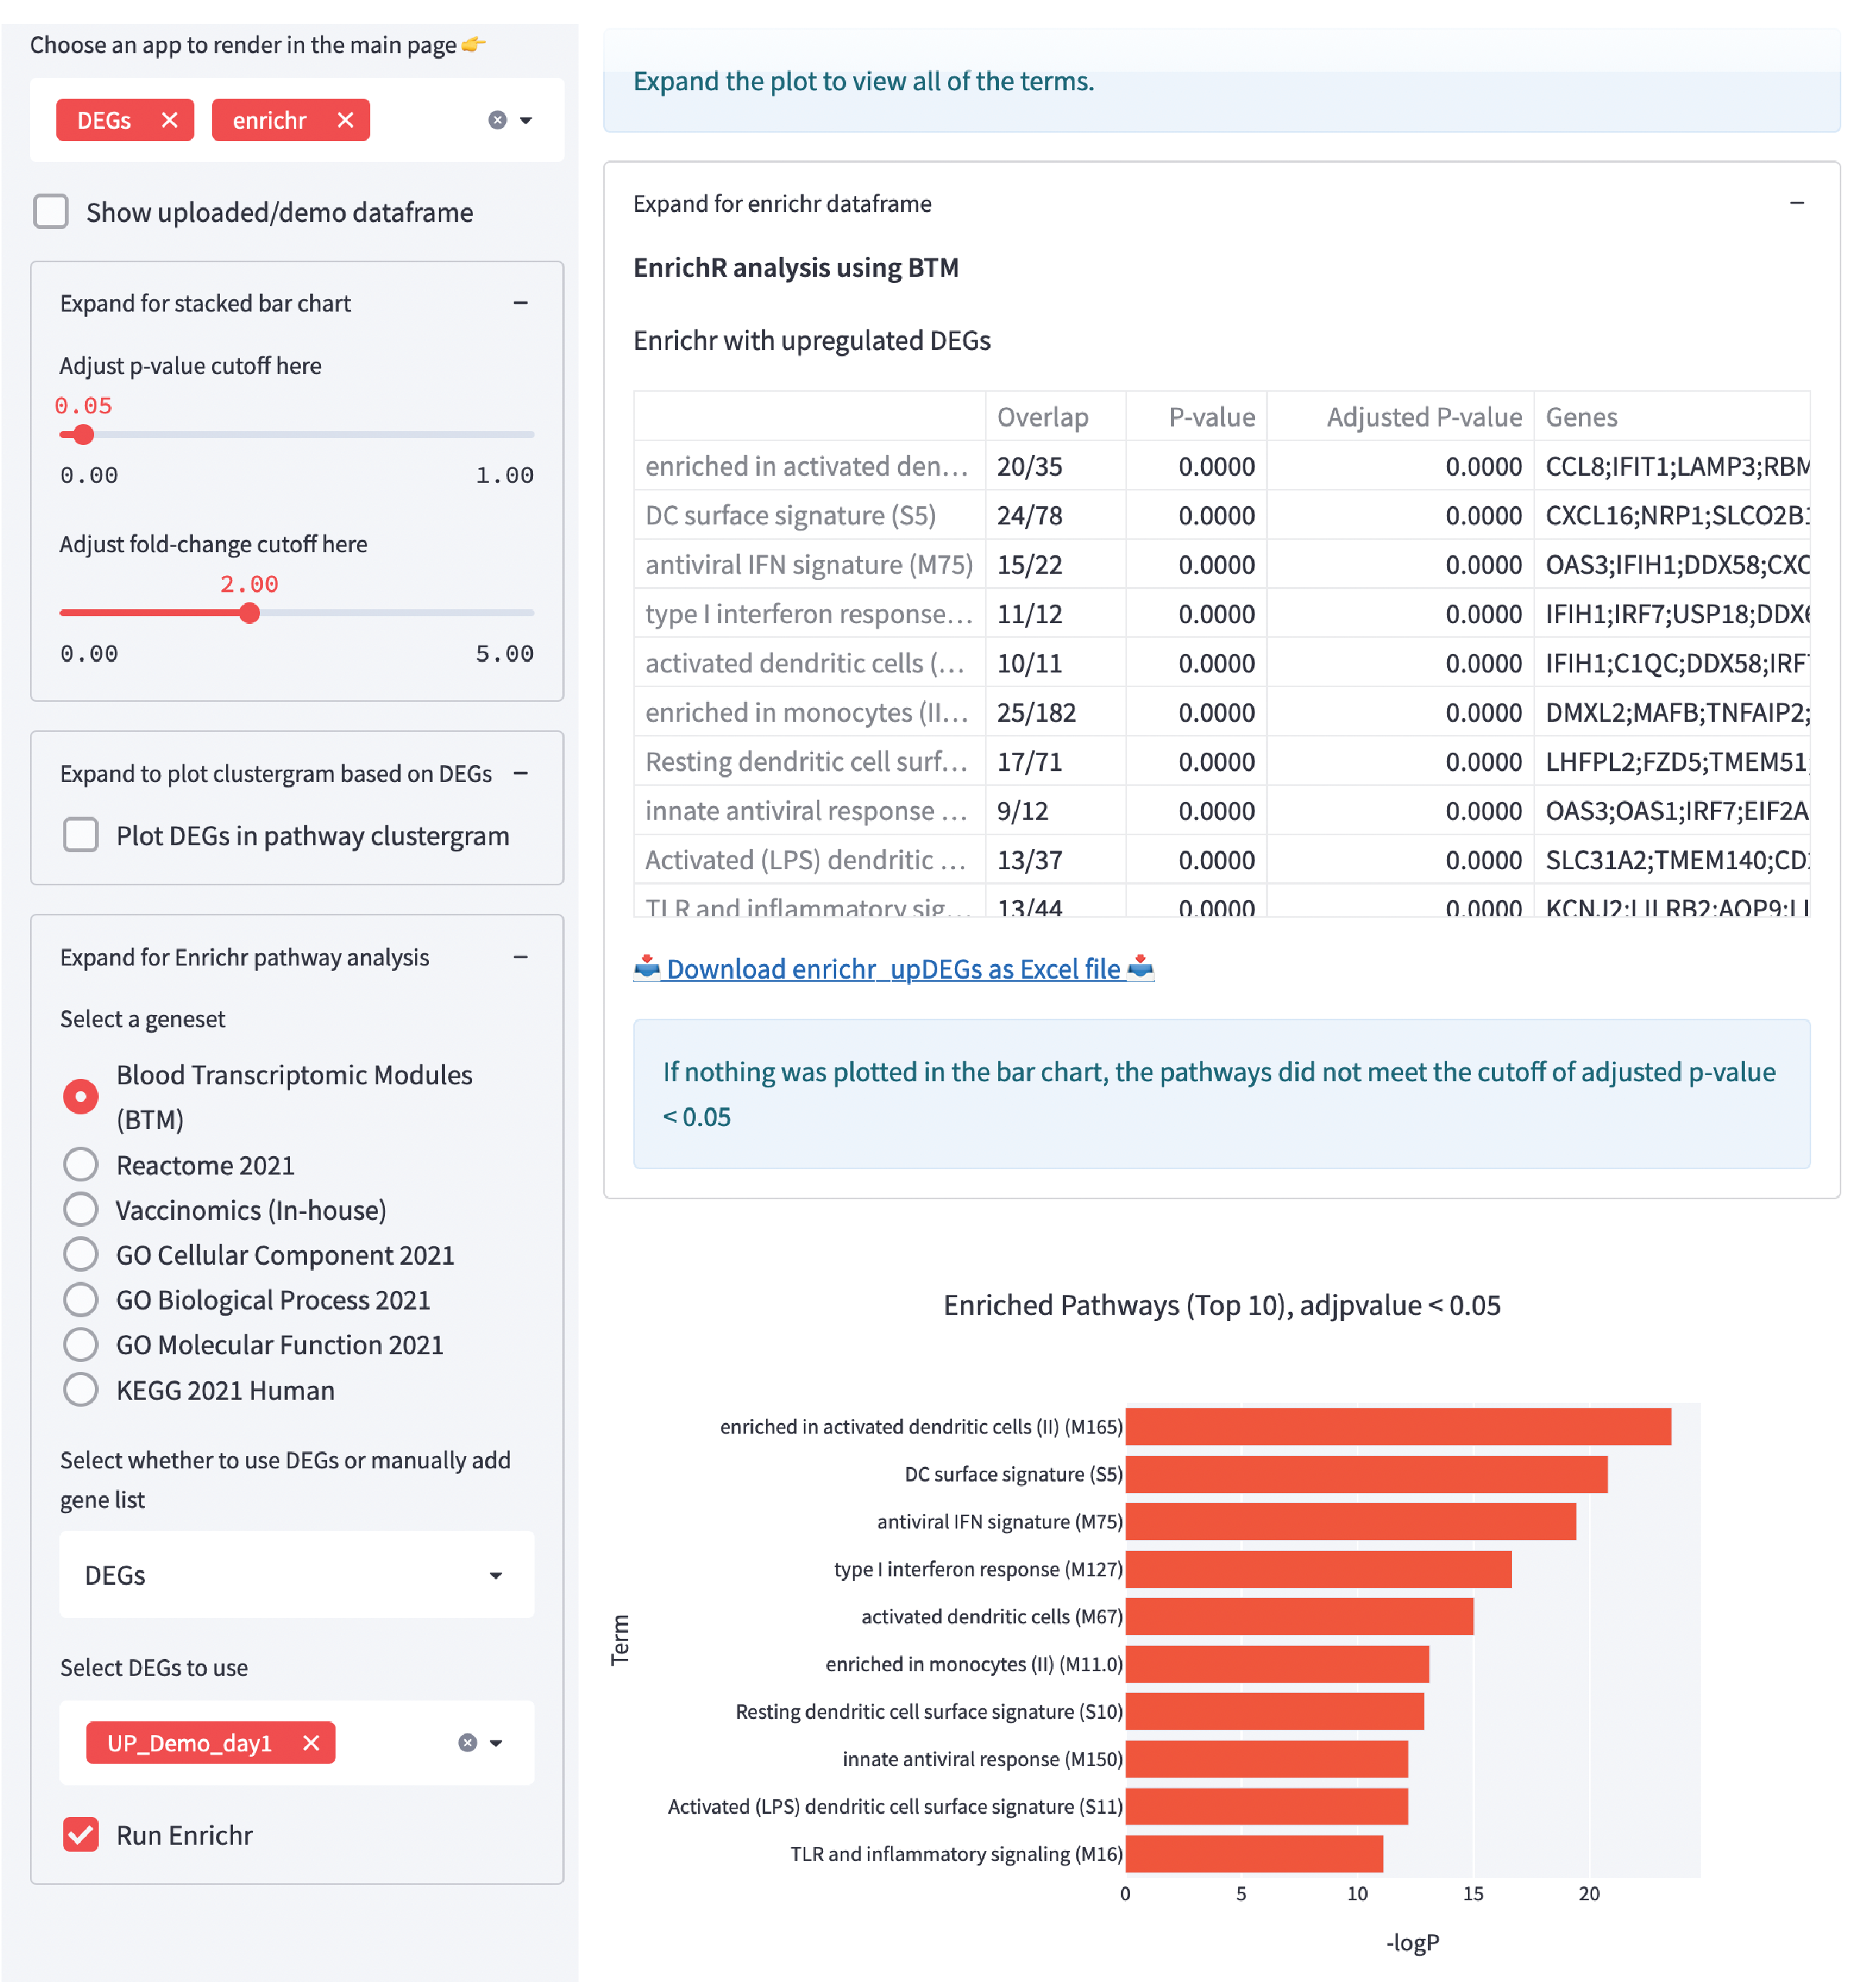 Choose an app to render in the main page👉
DEGs ✕ enrichr ✕
Show uploaded/demo dataframe
Expand for stacked bar chart −
Adjust p-value cutoff here
0.05
0.00 1.00
Adjust fold-change cutoff here
2.00
0.00 5.00
Expand to plot clustergram based on DEGs −
Plot DEGs in pathway clustergram
Expand for Enrichr pathway analysis −
Select a geneset
Blood Transcriptomic Modules
(BTM)
Reactome 2021
Vaccinomics (In-house)
GO Cellular Component 2021
GO Biological Process 2021
GO Molecular Function 2021
KEGG 2021 Human
Select whether to use DEGs or manually add
gene list
DEGs
Select DEGs to use
UP_Demo_day1 ✕
Run Enrichr
Expand the plot to view all of the terms.
Expand for enrichr dataframe −
EnrichR analysis using BTM
Enrichr with upregulated DEGs
Overlap P-value Adjusted P-value Genes
enriched in activated den... 20/35 0.0000 0.0000 CCL8;IFIT1;LAMP3;RBM
DC surface signature (S5) 24/78 0.0000 0.0000 CXCL16;NRP1;SLCO2B1
antiviral IFN signature (M75) 15/22 0.0000 0.0000 OAS3;IFIH1;DDX58;CXC
type I interferon response... 11/12 0.0000 0.0000 IFIH1;IRF7;USP18;DDX6
activated dendritic cells (... 10/11 0.0000 0.0000 IFIH1;C1QC;DDX58;IRF7
enriched in monocytes (II... 25/182 0.0000 0.0000 DMXL2;MAFB;TNFAIP2;
Resting dendritic cell surf... 17/71 0.0000 0.0000 LHFPL2;FZD5;TMEM51;
innate antiviral response ... 9/12 0.0000 0.0000 OAS3;OAS1;IRF7;EIF2A
Activated (LPS) dendritic ... 13/37 0.0000 0.0000 SLC31A2;TMEM140;CD
TLR and inflammatory sig... 13/44 0.0000 0.0000 KCNJ2;LILRB2;AQP9;LI
📥 Download enrichr_upDEGs as Excel file 📥
If nothing was plotted in the bar chart, the pathways did not meet the cutoff of adjusted p-value
< 0.05
Enriched Pathways (Top 10), adjpvalue < 0.05
enriched in activated dendritic cells (II) (M165)
DC surface signature (S5)
antiviral IFN signature (M75)
type I interferon response (M127)
activated dendritic cells (M67)
enriched in monocytes (II) (M11.0)
Resting dendritic cell surface signature (S10)
innate antiviral response (M150)
Activated (LPS) dendritic cell surface signature (S11)
TLR and inflammatory signaling (M16)
Term
0 5 10 15 20
-logP